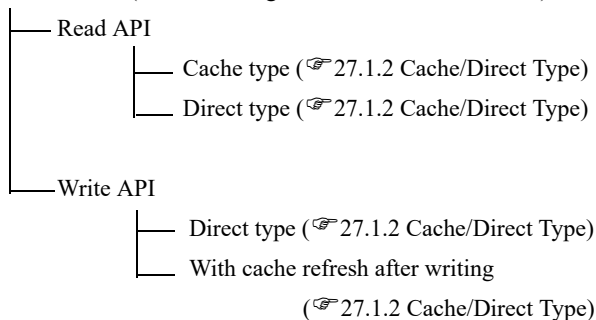 Read API
Cache type (☞27.1.2 Cache/Direct Type)
Direct type (☞27.1.2 Cache/Direct Type)
Write API
Direct type (☞27.1.2 Cache/Direct Type)
With cache refresh after writing
(☞27.1.2 Cache/Direct Type)